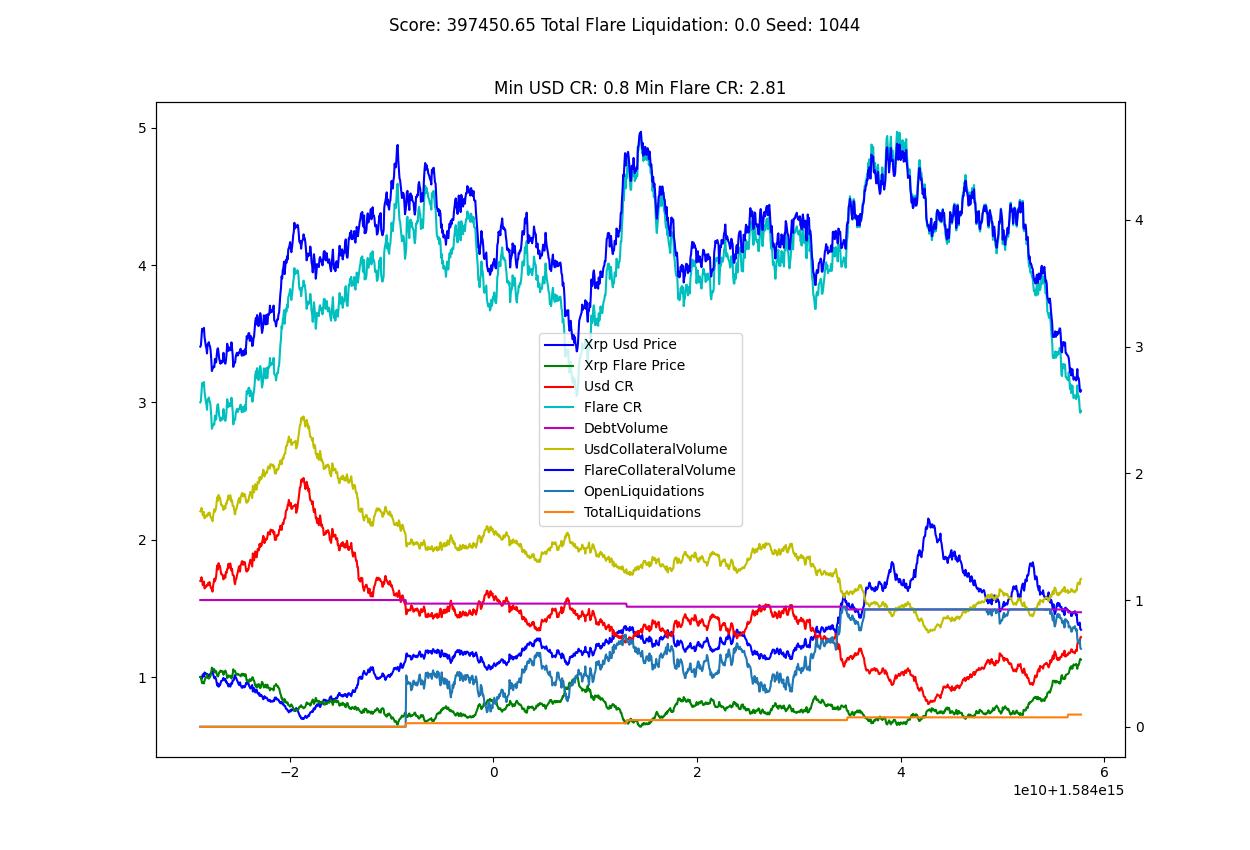 Score: 397450.65 Total Flare Liquidation: 0.0 Seed: 1044
Min USD CR: 0.8 Min Flare CR: 2.81
5
4
3
2
1
4
3
2
1
0
Xrp Usd Price
Xrp Flare Price
Usd CR
Flare CR
DebtVolume
UsdCollateralVolume
FlareCollateralVolume
OpenLiquidations
TotalLiquidations
−2 0 2 4 6
1e10+1.584e15